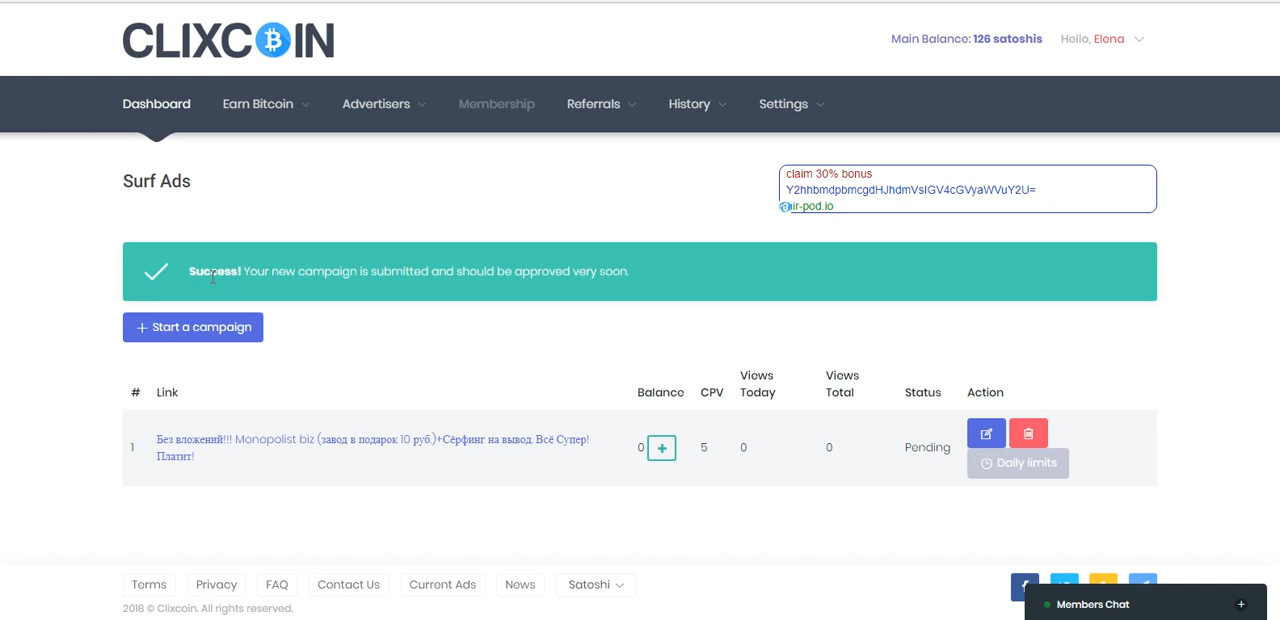 CLIXCOIN
Main Balance: 126 satoshis Hello, Elena
Dashboard Earn Bitcoin Advertisers Membership Referrals History Settings
Surf Ads
claim 30% bonus
Y2hhbmdpbmcgdHJhdmVsIGV4cGVyaWVuY2U=
air-pod.io
Success! Your new campaign is submitted and should be approved very soon.
+ Start a campaign
# Link Balance CPV Views Today Views Total Status Action
1 Без вложений!!! Monopolist biz (завод в подарок 10 руб.)+Сёрфинг на вывод. Всё Супер! 0 + 5 0 0 Pending
Платит!
Daily limits
Terms Privacy FAQ Contact Us Current Ads News Satoshi
2018 © Clixcoin. All rights reserved.
Members Chat +